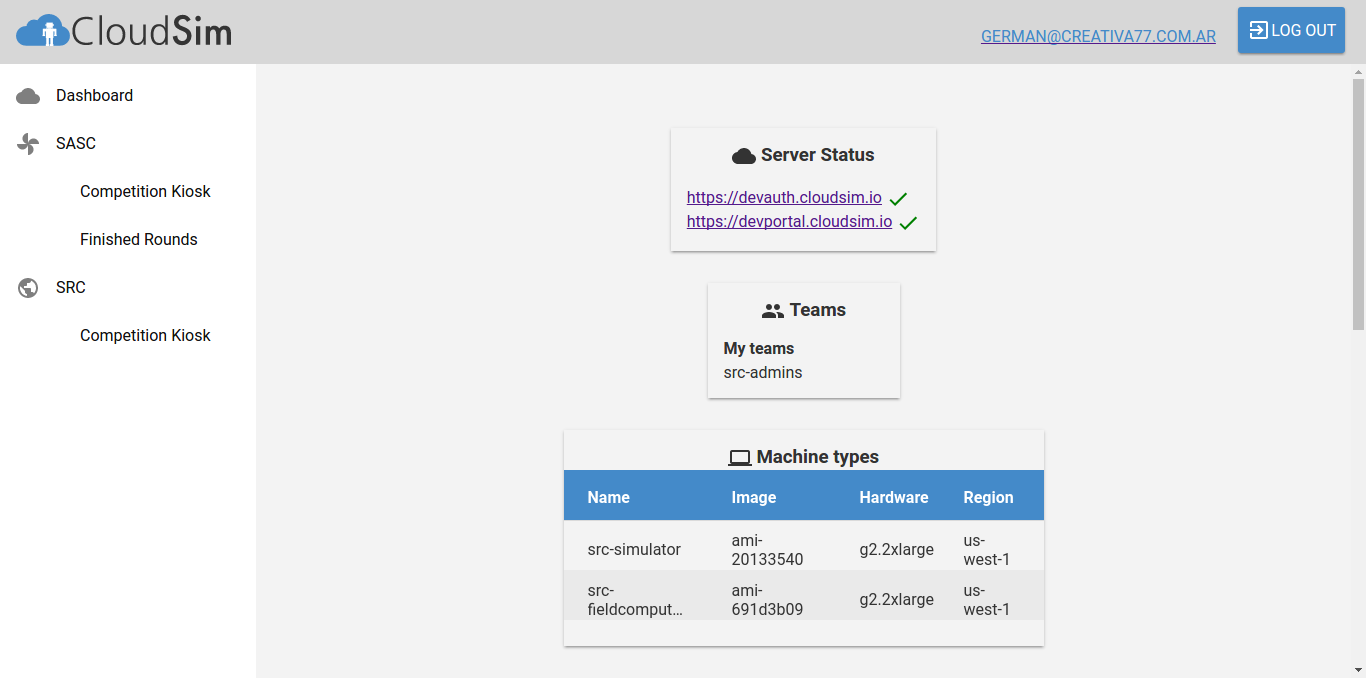 CloudSim
GERMAN@CREATIVA77.COM.AR
LOG OUT
Dashboard
SASC
Competition Kiosk
Finished Rounds
SRC
Competition Kiosk
Server Status
https://devauth.cloudsim.io
https://devportal.cloudsim.io
Teams
My teams
src-admins
Machine types
Name Image Hardware Region
src-simulator ami-20133540 g2.2xlarge us-west-1
src-fieldcomput... ami-691d3b09 g2.2xlarge us-west-1